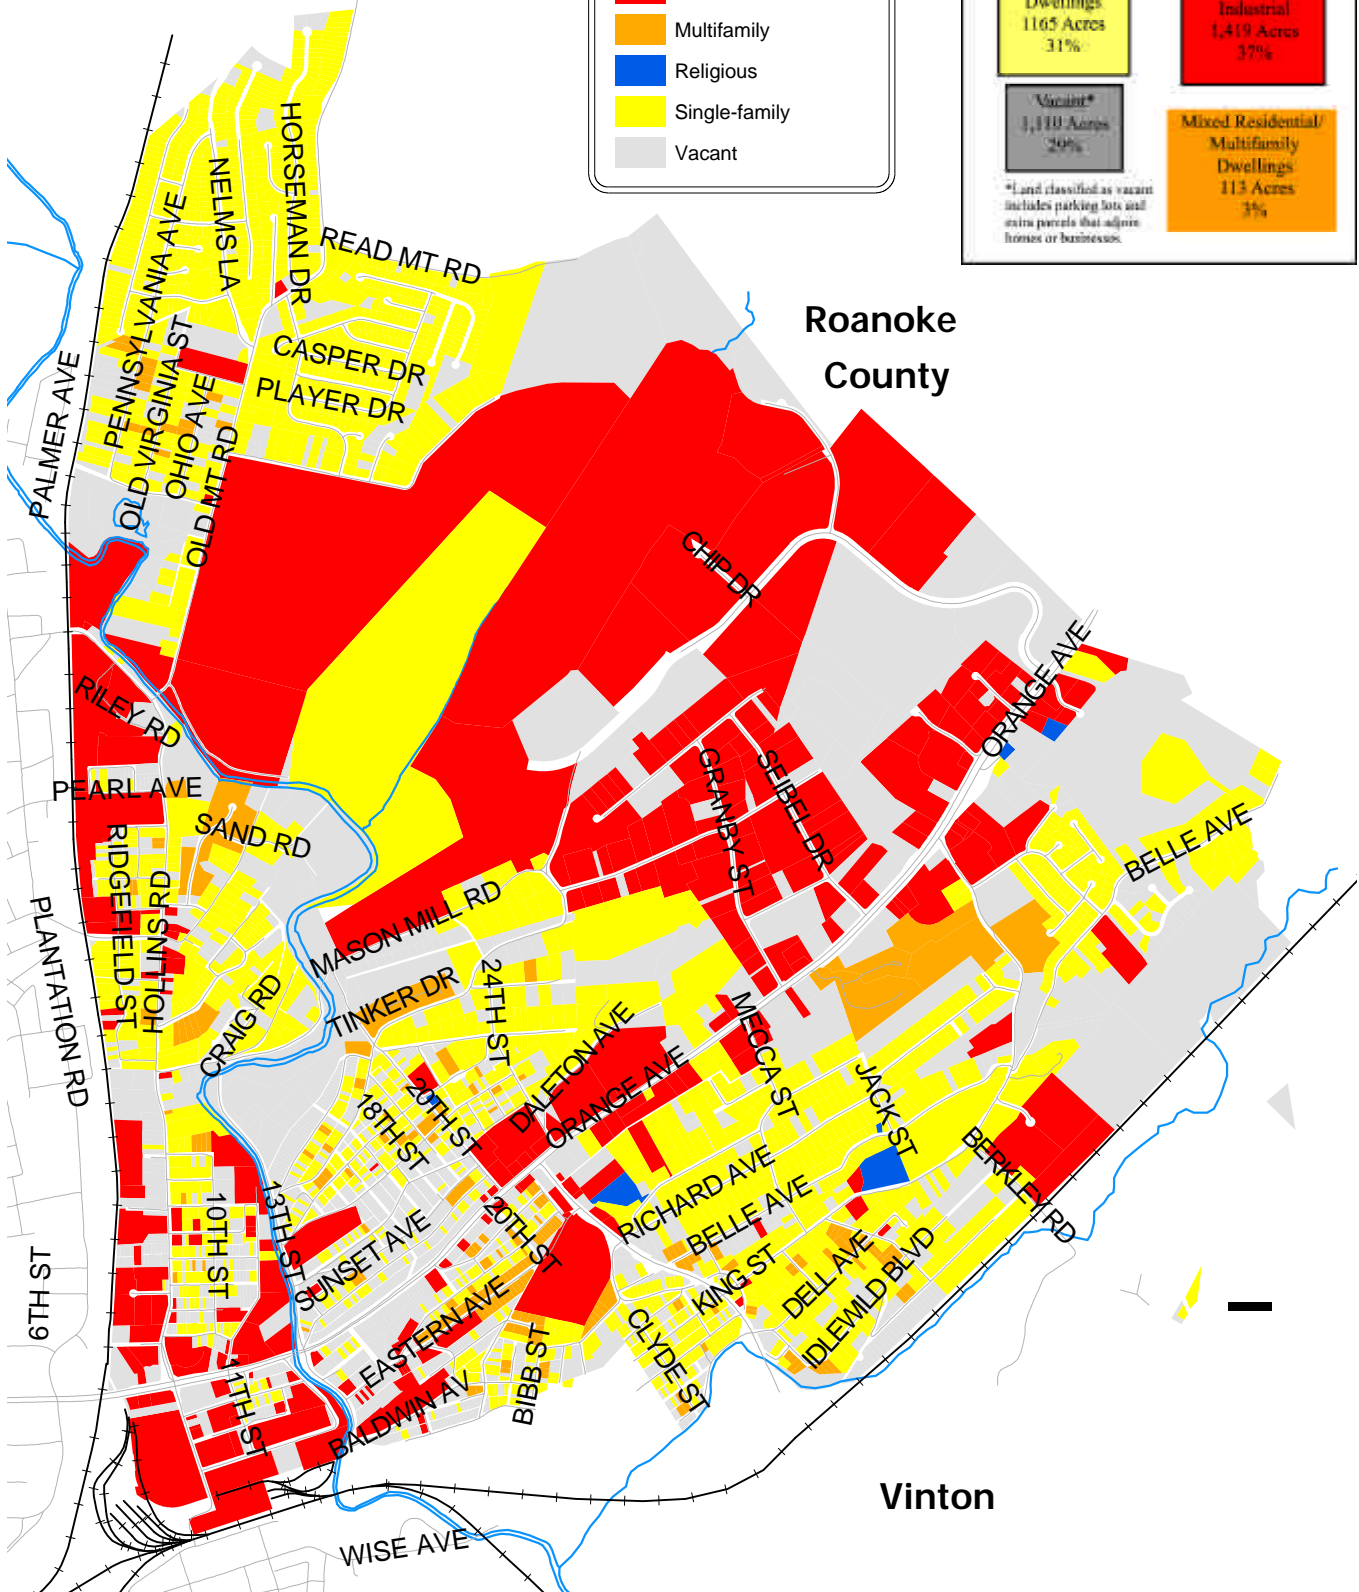 Multifamily
Religious
Single-family
Vacant
Dwellings
1165 Acres
31%
Industrial
1,419 Acres
37%
Vacant*
1,110 Acres
29%
Mixed Residential/
Multifamily
Dwellings
113 Acres
3%
*Land classified as vacant
includes parking lots and
extra parcels that adjoin
homes or businesses.
Roanoke
County
HORSEMAN DR
NELMS LA
PENNSYLVANIA AVE
READ MT RD
OLD VIRGINIA ST
OHIO AVE
CASPER DR
PLAYER DR
PALMER AVE
OLD MT RD
CHIP DR
ORANGE AVE
RILEY RD
PEARL AVE
SAND RD
GRANBY ST
SEIBEL DR
BELLE AVE
RIDGEFIELD ST
HOLLINS RD
PLANTATION RD
MASON MILL RD
TINKER DR
24TH ST
CRAIG RD
DALETON AVE
ORANGE AVE
MECCA ST
JACK ST
20TH ST
18TH ST
BERKLEY RD
RICHARD AVE
BELLE AVE
10TH ST
13TH ST
SUNSET AVE
20TH ST
KING ST
DELL AVE
IDLEWILD BLVD
6TH ST
EASTERN AVE
CLYDE ST
BIBB ST
11TH ST
BALDWIN AV
Vinton
WISE AVE